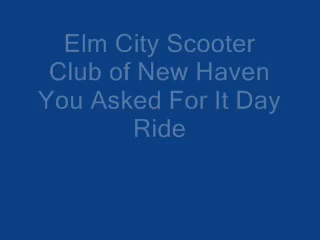 Elm City Scooter
Club of New Haven
You Asked For It Day
Ride